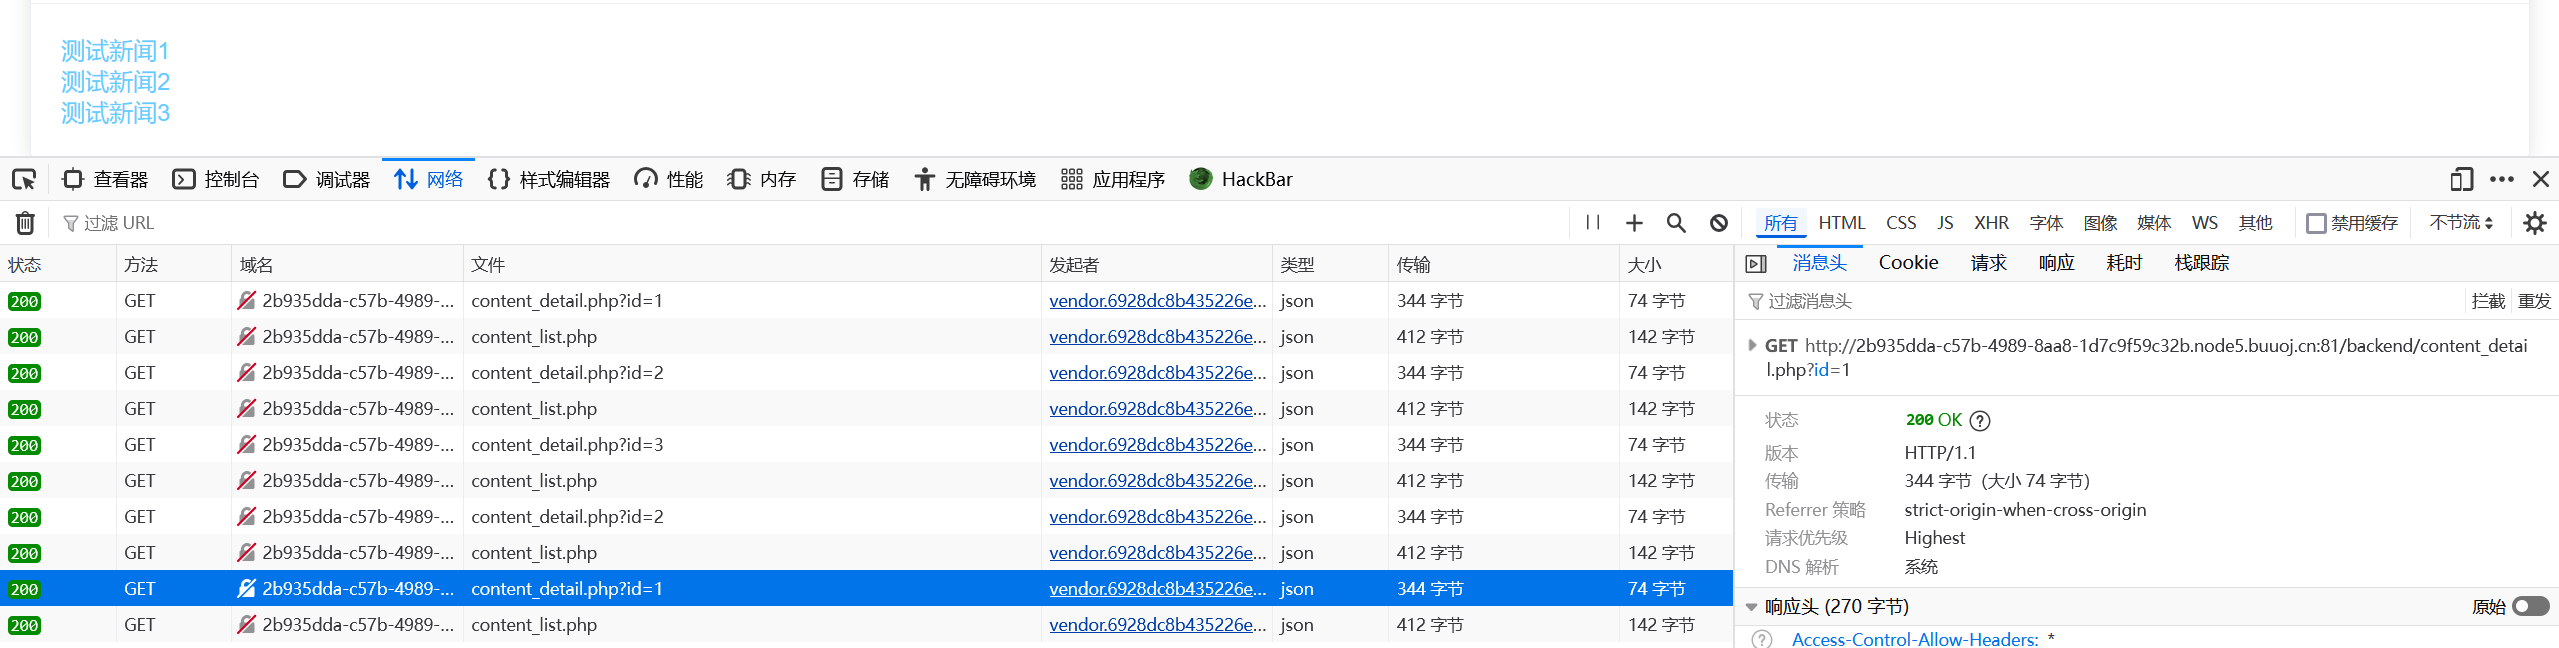 测试新闻1
测试新闻2
测试新闻3
查看器 控制台 调试器 网络 样式编辑器 性能 内存 存储 无障碍环境 应用程序 HackBar
过滤 URL 所有 HTML CSS JS XHR 字体 图像 媒体 WS 其他 禁用缓存 不节流
状态 方法 域名 文件 发起者 类型 传输 大小
200 GET 2b935dda-c57b-4989-... content_detail.php?id=1 vendor.6928dc8b435226e... json 344 字节 74 字节
200 GET 2b935dda-c57b-4989-... content_list.php vendor.6928dc8b435226e... json 412 字节 142 字节
200 GET 2b935dda-c57b-4989-... content_detail.php?id=2 vendor.6928dc8b435226e... json 344 字节 74 字节
200 GET 2b935dda-c57b-4989-... content_list.php vendor.6928dc8b435226e... json 412 字节 142 字节
200 GET 2b935dda-c57b-4989-... content_detail.php?id=3 vendor.6928dc8b435226e... json 344 字节 74 字节
200 GET 2b935dda-c57b-4989-... content_list.php vendor.6928dc8b435226e... json 412 字节 142 字节
200 GET 2b935dda-c57b-4989-... content_detail.php?id=2 vendor.6928dc8b435226e... json 344 字节 74 字节
200 GET 2b935dda-c57b-4989-... content_list.php vendor.6928dc8b435226e... json 412 字节 142 字节
200 GET 2b935dda-c57b-4989-... content_detail.php?id=1 vendor.6928dc8b435226e... json 344 字节 74 字节
200 GET 2b935dda-c57b-4989-... content_list.php vendor.6928dc8b435226e... json 412 字节 142 字节
消息头 Cookie 请求 响应 耗时 栈跟踪
过滤消息头 拦截 重发
GET http://2b935dda-c57b-4989-8aa8-1d7c9f59c32b.node5.buuoj.cn:81/backend/content_detai
l.php?id=1
状态 200 OK
版本 HTTP/1.1
传输 344 字节（大小 74 字节）
Referrer 策略 strict-origin-when-cross-origin
请求优先级 Highest
DNS 解析 系统
响应头 (270 字节) 原始
Access-Control-Allow-Headers: *